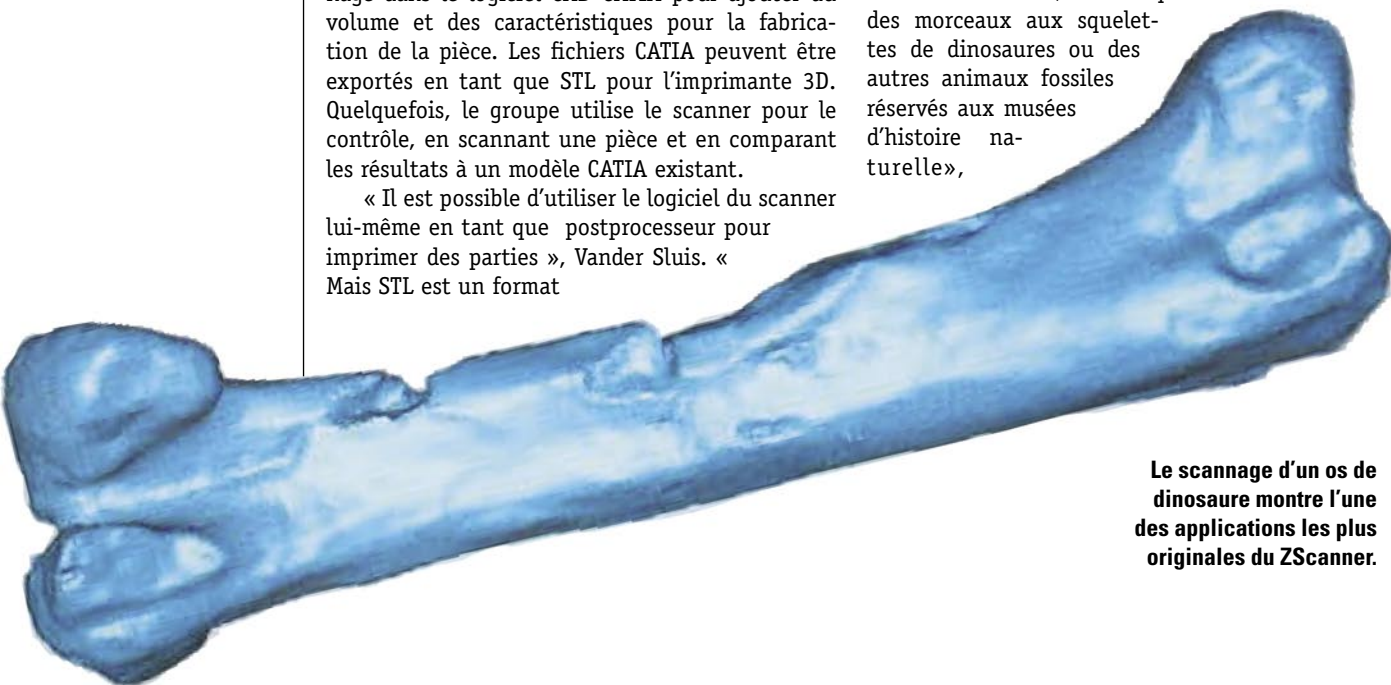 volume et des caractéristiques pour la fabrica-
tion de la pièce. Les fichiers CATIA peuvent être
exportés en tant que STL pour l'imprimante 3D.
Quelquefois, le groupe utilise le scanner pour le
contrôle, en scannant une pièce et en comparant
les résultats à un modèle CATIA existant.
« Il est possible d'utiliser le logiciel du scanner
lui-même en tant que postprocesseur pour
imprimer des parties », Vander Sluis. «
Mais STL est un format
des morceaux aux squelet-
tes de dinosaures ou des
autres animaux fossiles
réservés aux musées
d'histoire na-
turelle»,
Le scannage d'un os de
dinosaure montre l'une
des applications les plus
originales du ZScanner.